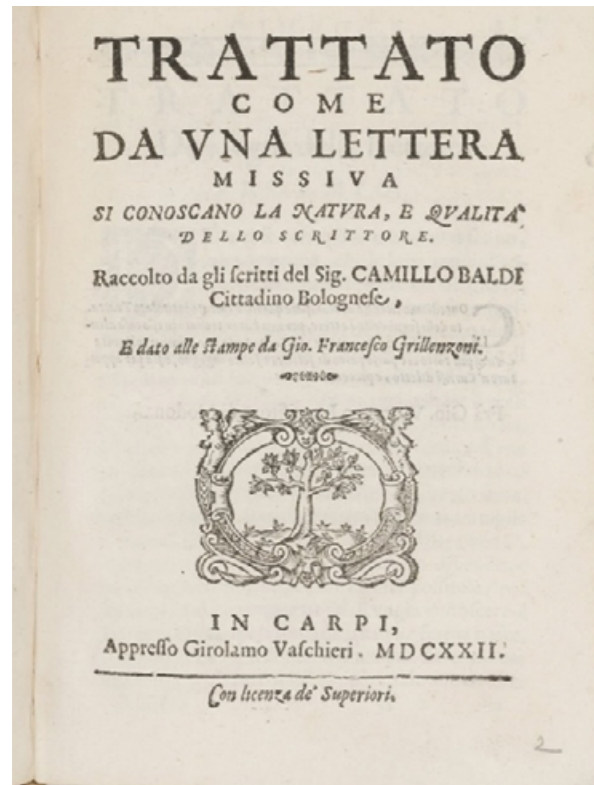 TRATTATO
COME
DA VNA LETTERA
MISSIVA
SI CONOSCANO LA NATVRA, E QVALITA'
DELLO SCRITTORE.
Raccolto da gli ſcritti del Sig. CAMILLO BALDI
Cittadino Bologneſe,
E dato alle ſtampe da Gio. Franceſco Grillenzoni.
IN CARPI,
Appreſſo Girolamo Vaſchieri. MDCXXII.
Con licenza de' Superiori.
2